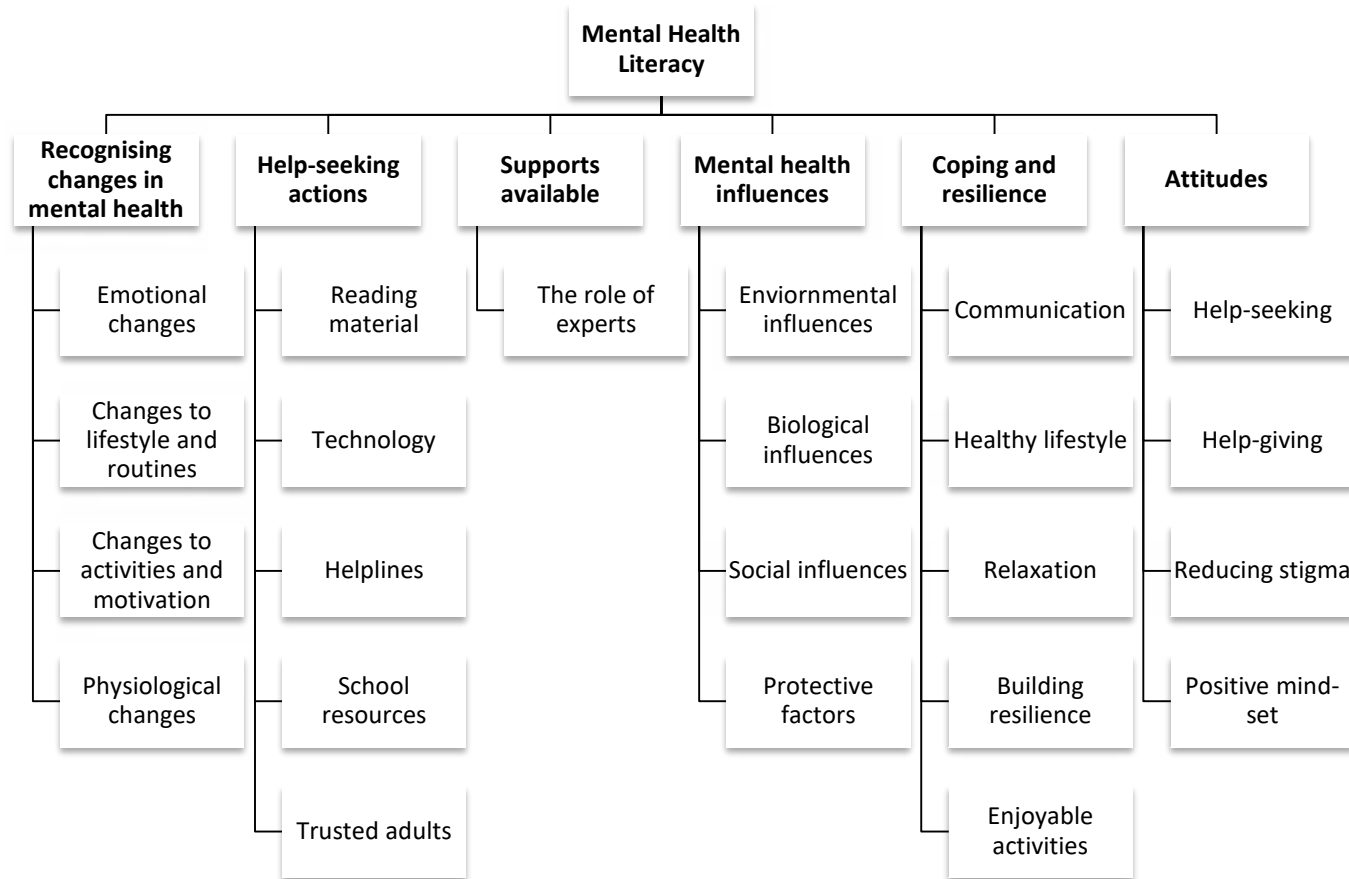 Mental Health
Literacy
Recognising
changes in
mental health
Emotional
changes
Changes to
lifestyle and
routines
Changes to
activities and
motivation
Physiological
changes
Help-seeking
actions
Reading
material
Technology
Helplines
School
resources
Trusted adults
Supports
available
The role of
experts
Mental health
influences
Enviornmental
influences
Biological
influences
Social influences
Protective
factors
Coping and
resilience
Communication
Healthy lifestyle
Relaxation
Building
resilience
Enjoyable
activities
Attitudes
Help-seeking
Help-giving
Reducing stigma
Positive mind-
set